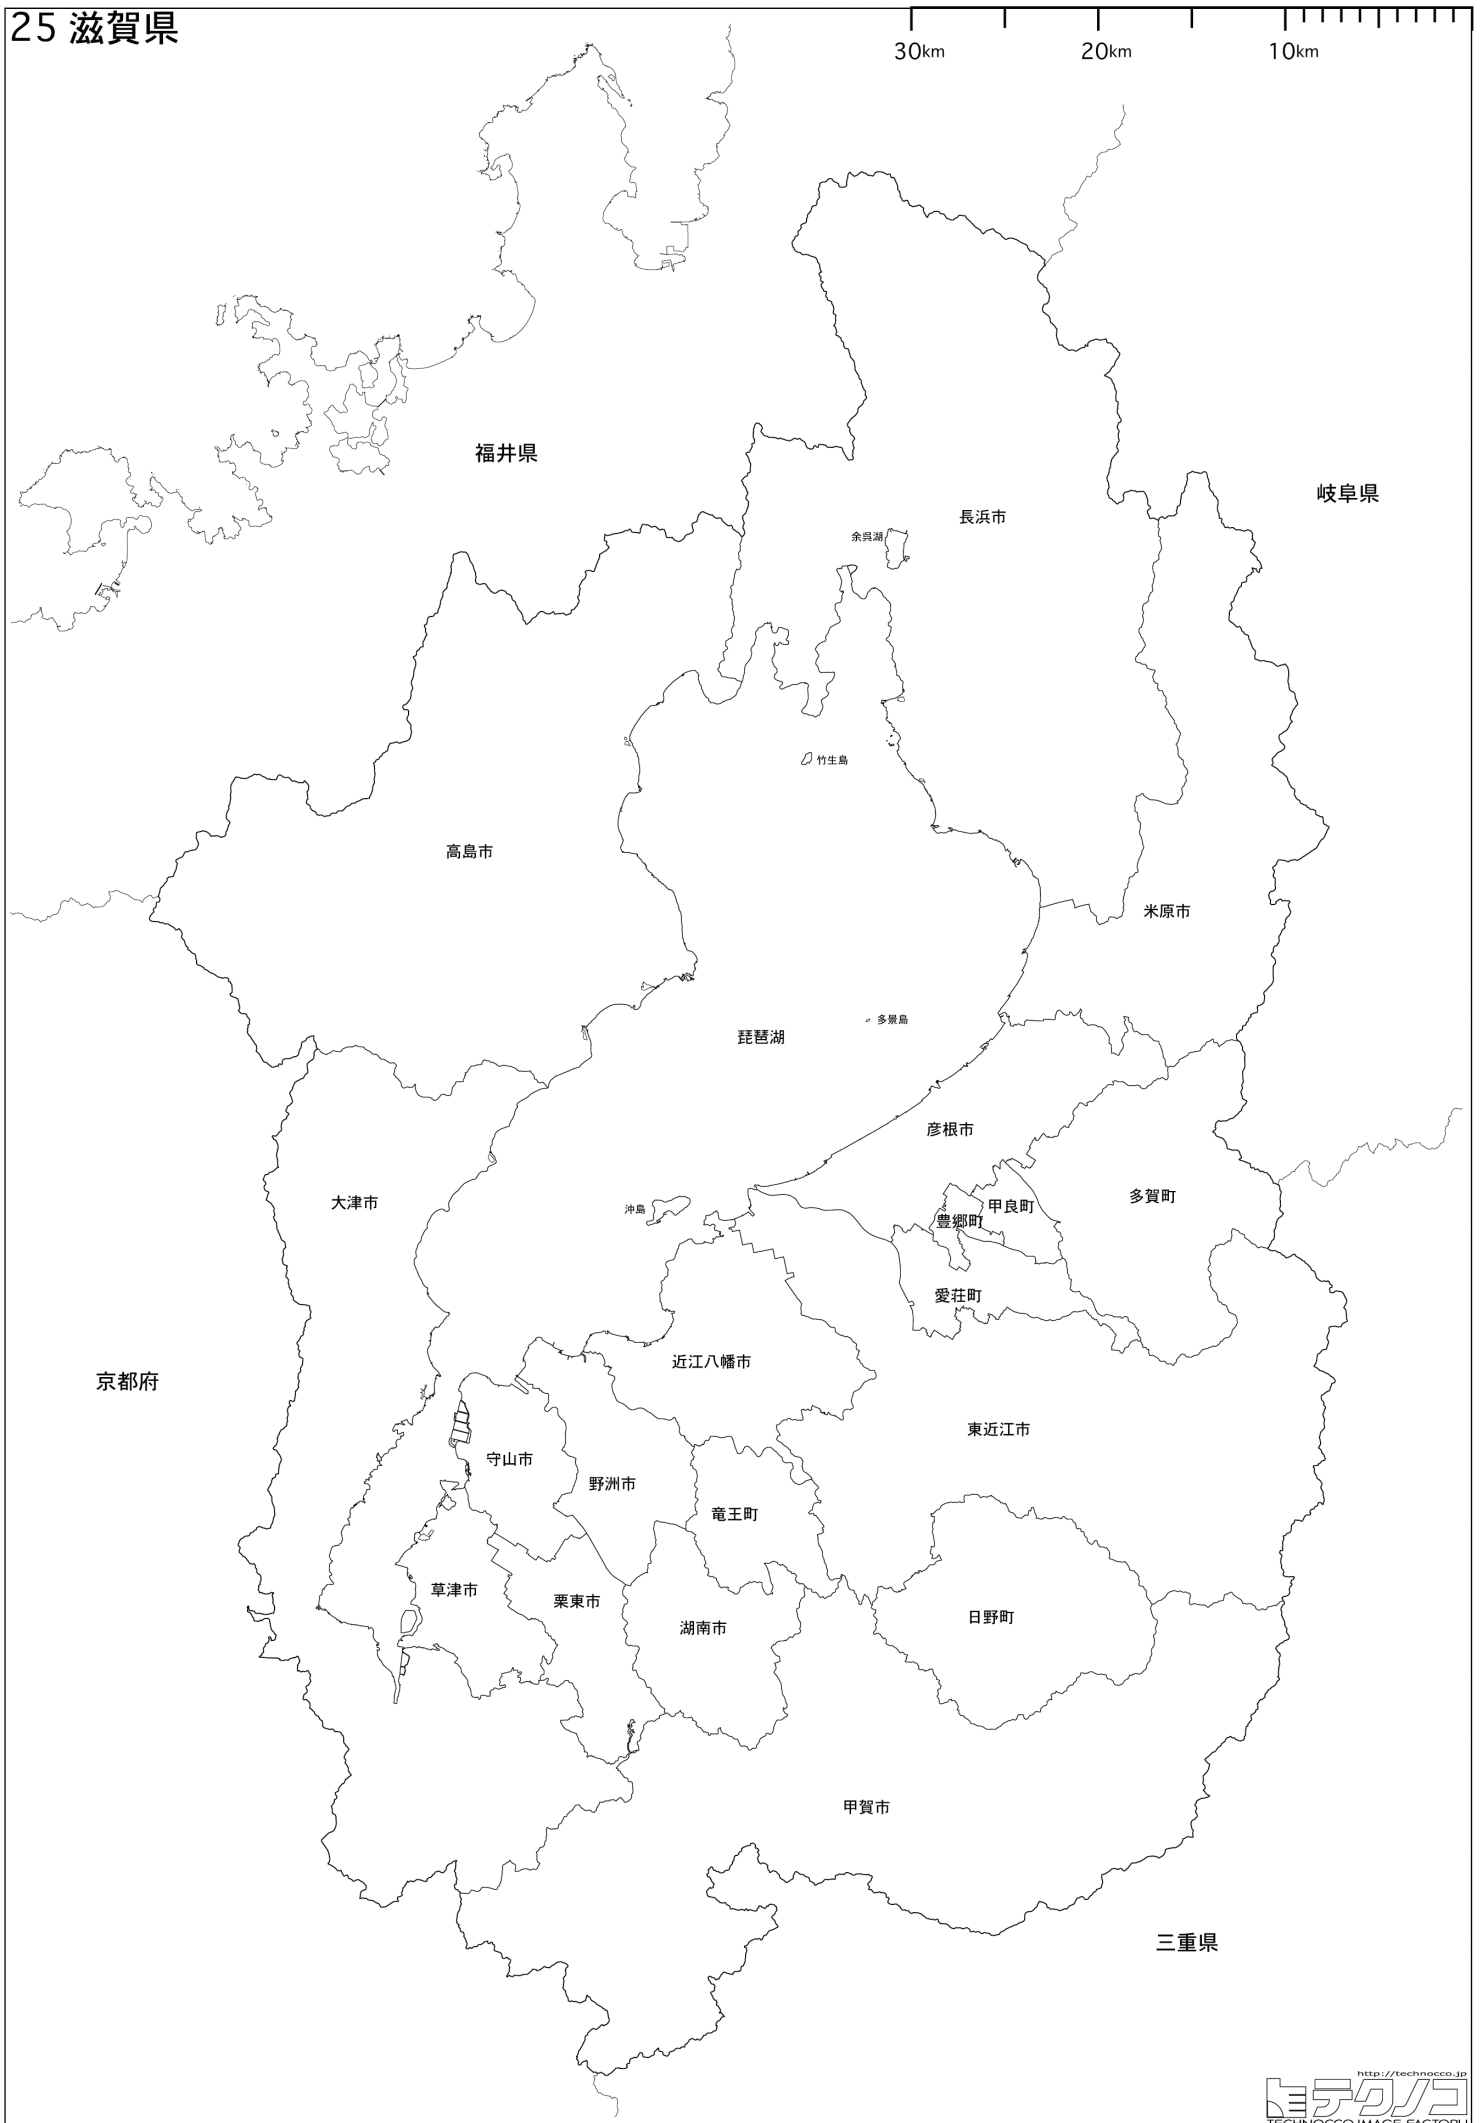 25 滋賀県
30km
20km
10km
福井県
岐阜県
長浜市
余呉湖
竹生島
高島市
米原市
琵琶湖
多景島
彦根市
大津市
沖島
多賀町
甲良町
豊郷町
愛荘町
京都府
近江八幡市
東近江市
守山市
野洲市
竜王町
草津市
栗東市
湖南市
日野町
甲賀市
三重県
http://technocco.jp
テクノコ
TECHNOCCO IMAGE FACTORY